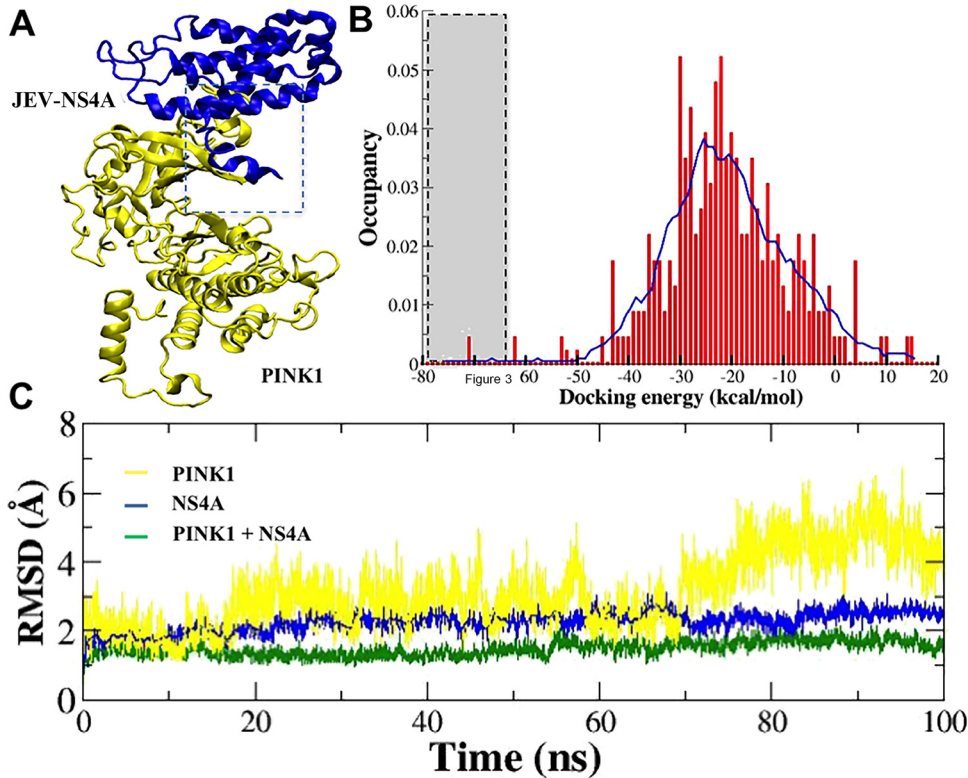 A
JEV-NS4A
PINK1
B
Occupancy
0.06
0.05
0.04
0.03
0.02
0.01
0
-80 Figure 3 60 -50 -40 -30 -20 -10 0 10 20
Docking energy (kcal/mol)
C
RMSD (Å)
8
6
4
2
0
PINK1
NS4A
PINK1 + NS4A
0 20 40 60 80 100
Time (ns)